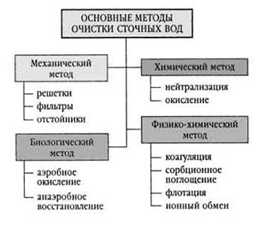 ОСНОВНЫЕ МЕТОДЫ
ОЧИСТКИ СТОЧНЫХ ВОД
Механический
метод
решетки
фильтры
отстойники
Химический метод
нейтрализация
окисление
Биологический
метод
аэробное
окисление
анаэробное
восстановление
Физико-химический
метод
коагуляция
сорбционное
поглощение
флотация
ионный обмен